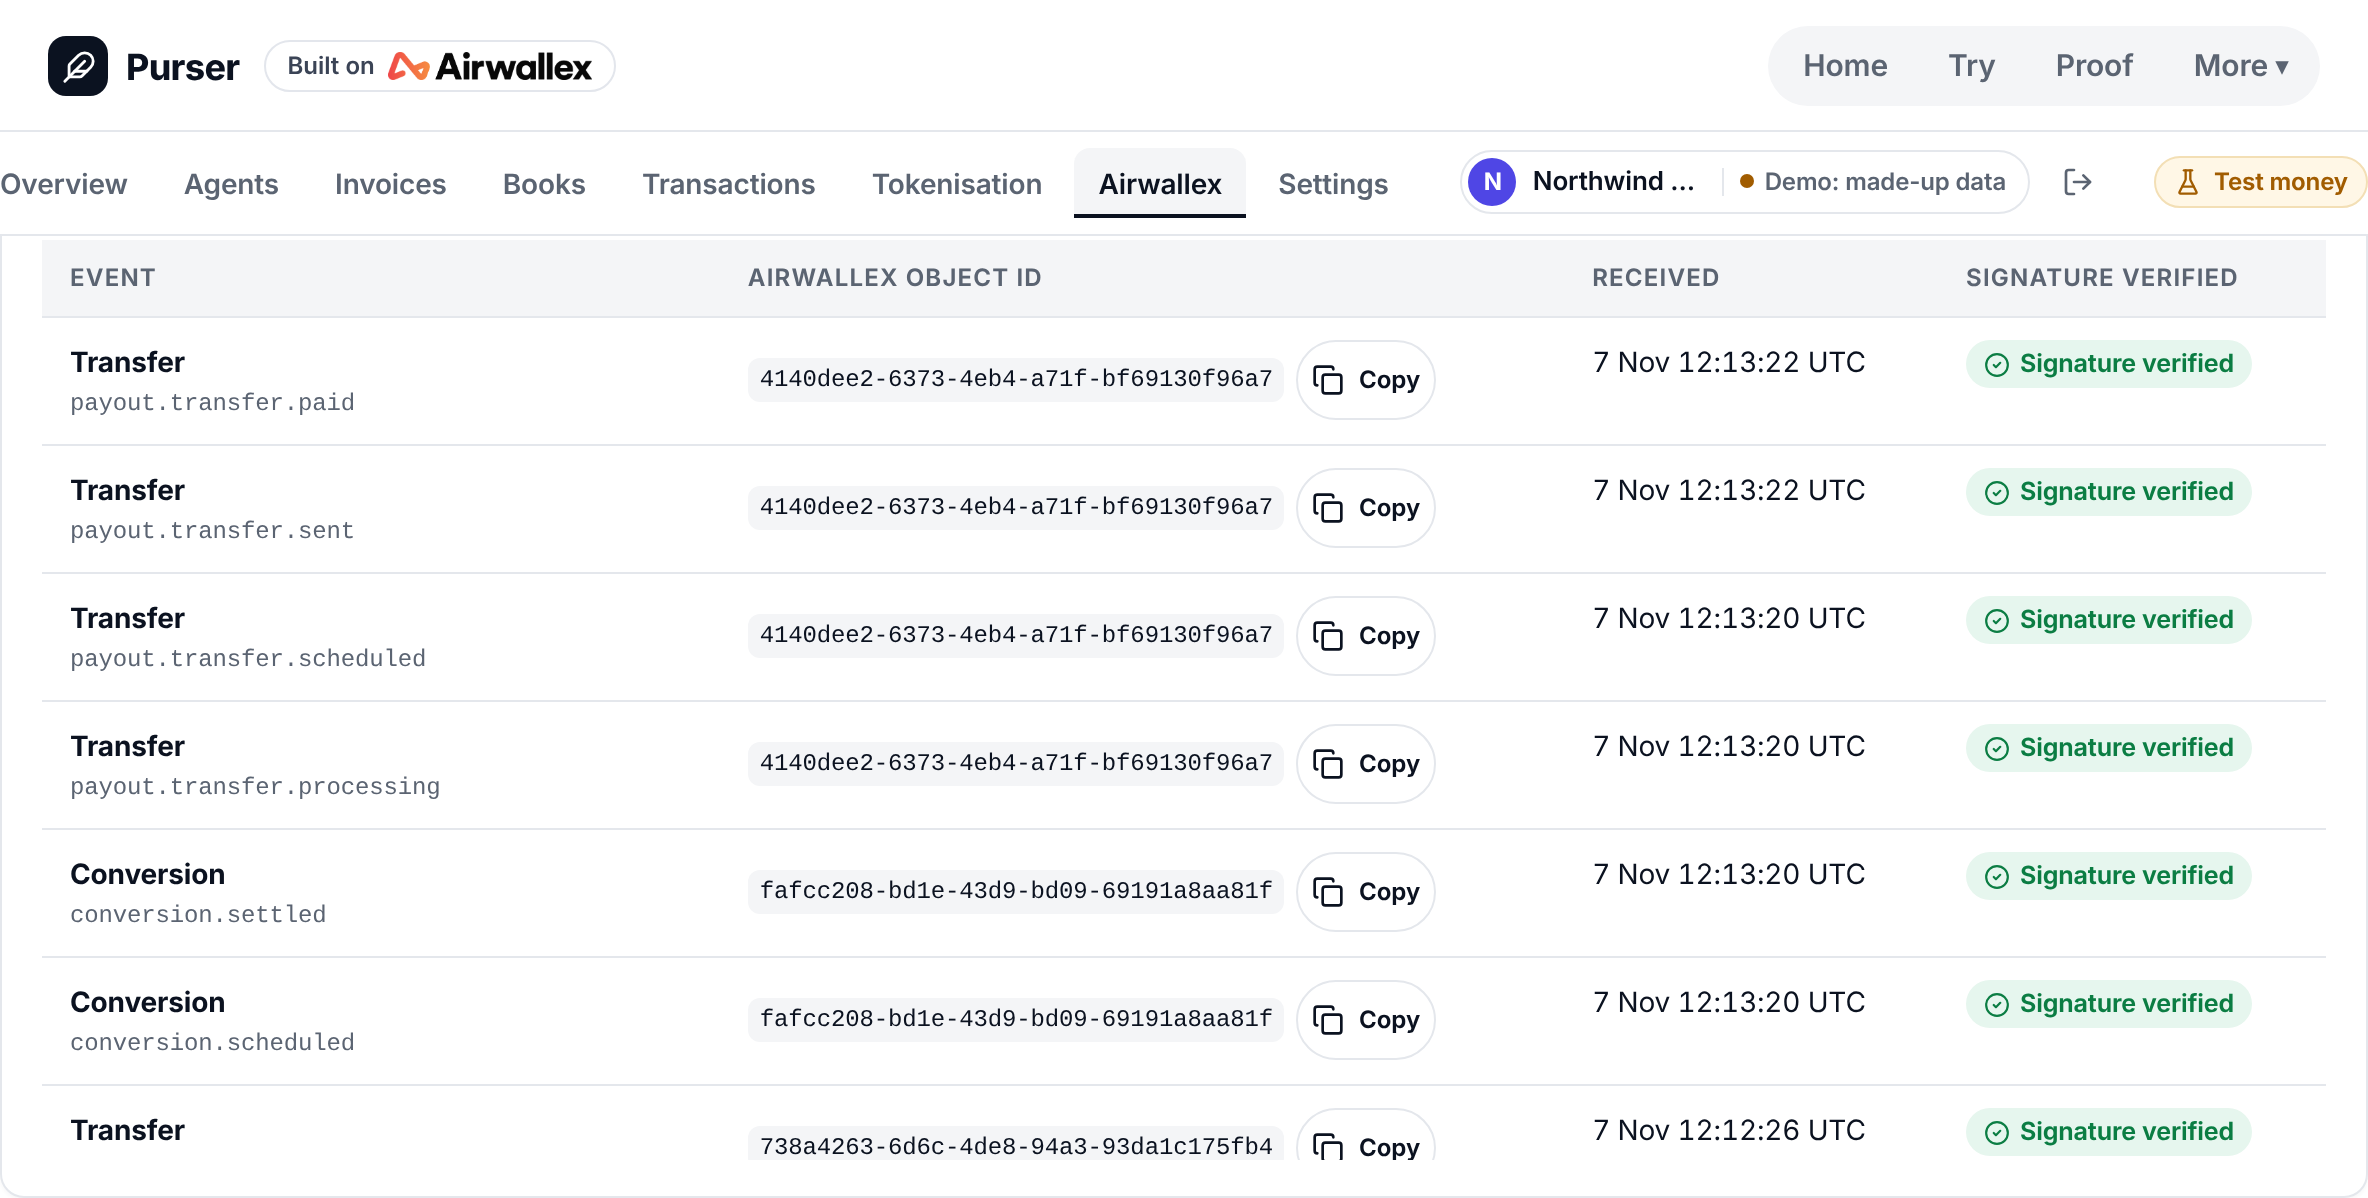 Purser
Built on Airwallex
Home Try Proof More ▾
Overview Agents Invoices Books Transactions Tokenisation Airwallex Settings
N Northwind ... Demo: made-up data
Test money
EVENT AIRWALLEX OBJECT ID RECEIVED SIGNATURE VERIFIED
Transfer 4140dee2-6373-4eb4-a71f-bf69130f96a7 Copy 7 Nov 12:13:22 UTC Signature verified
payout.transfer.paid
Transfer 4140dee2-6373-4eb4-a71f-bf69130f96a7 Copy 7 Nov 12:13:22 UTC Signature verified
payout.transfer.sent
Transfer 4140dee2-6373-4eb4-a71f-bf69130f96a7 Copy 7 Nov 12:13:20 UTC Signature verified
payout.transfer.scheduled
Transfer 4140dee2-6373-4eb4-a71f-bf69130f96a7 Copy 7 Nov 12:13:20 UTC Signature verified
payout.transfer.processing
Conversion fafcc208-bd1e-43d9-bd09-69191a8aa81f Copy 7 Nov 12:13:20 UTC Signature verified
conversion.settled
Conversion fafcc208-bd1e-43d9-bd09-69191a8aa81f Copy 7 Nov 12:13:20 UTC Signature verified
conversion.scheduled
Transfer 738a4263-6d6c-4de8-94a3-93da1c175fb4 Copy 7 Nov 12:12:26 UTC Signature verified